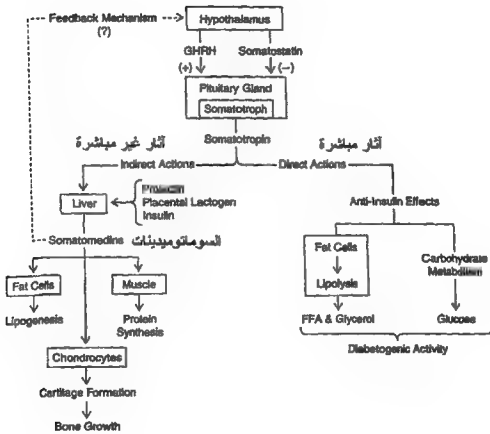 Feedback Mechanism
(?)
Hypothalamus
GHRH
Somatostatin
(+)
(−)
Pituitary Gland
Somatotroph
Somatotropin
آثار غير مباشرة
آثار مباشرة
Indirect Actions
Direct Actions
Liver
Prolactin
Placental Lactogen
Insulin
Anti-Insulin Effects
Somatomedins
السوماتوميدينات
Fat Cells
Muscle
Lipogenesis
Protein
Synthesis
Fat Cells
Lipolysis
Carbohydrate
Metabolism
FFA & Glycerol
Glucose
Diabetogenic Activity
Chondrocytes
Cartilage Formation
Bone Growth